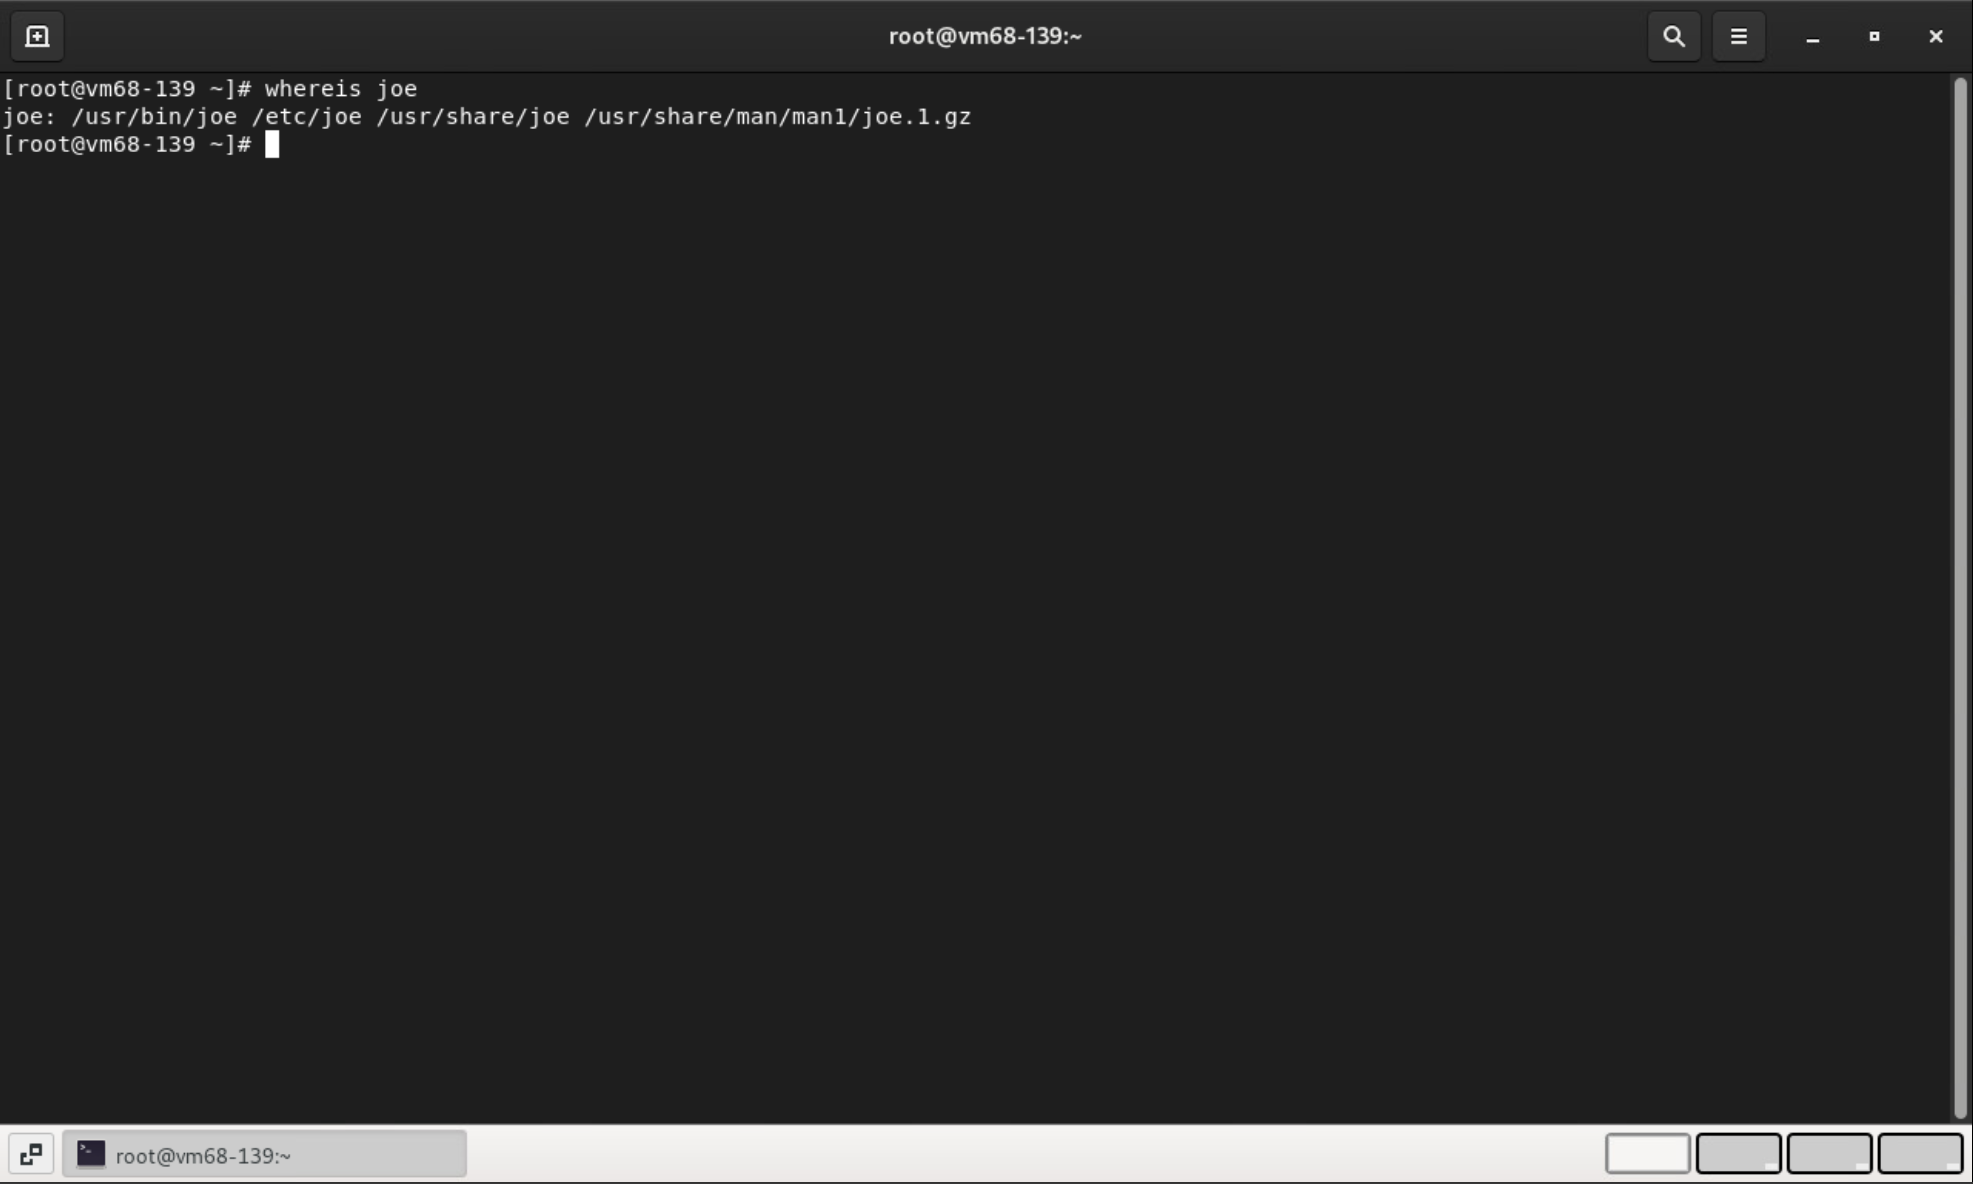 root@vm68-139:~
[root@vm68-139 ~]# whereis joe
joe: /usr/bin/joe /etc/joe /usr/share/joe /usr/share/man/man1/joe.1.gz
[root@vm68-139 ~]#
root@vm68-139:~